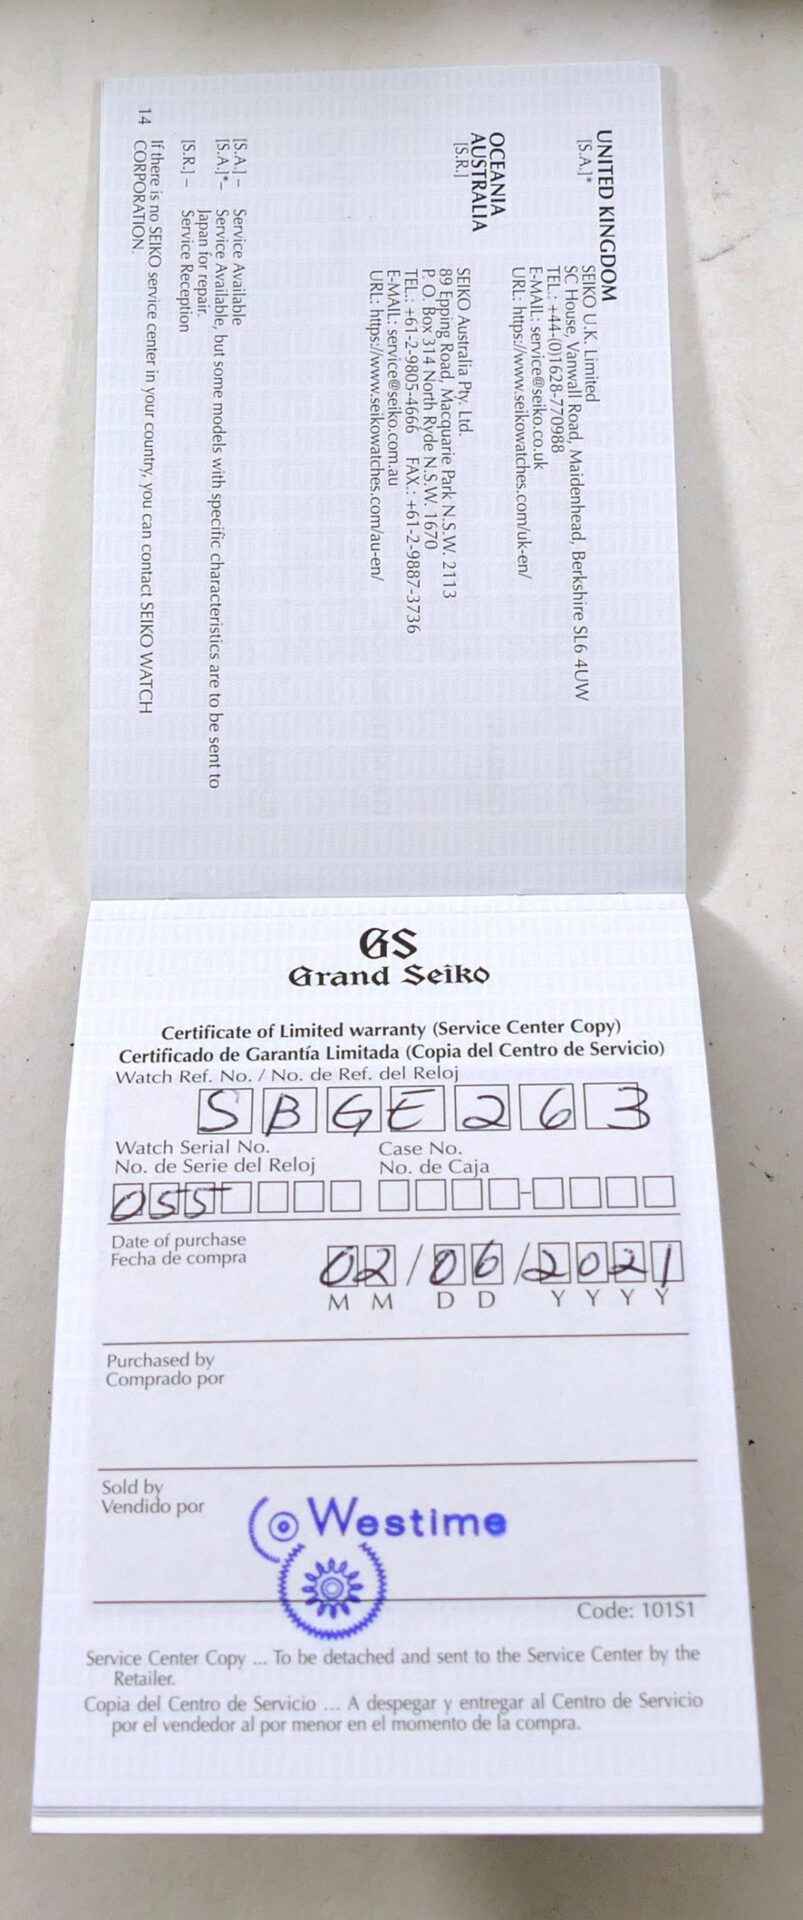 UNITED KINGDOM
[S.A.]*
SEIKO U.K. Limited
SC House, Vanwall Road, Maidenhead, Berkshire SL6 4UW
TEL.: +44-(0)1628-770988
E-MAIL: service@seiko.co.uk
URL: https://www.seikowatches.com/uk-en/
OCEANIA
AUSTRALIA
[S.R.]
SEIKO Australia Pty. Ltd.
89 Epping Road, Macquarie Park N.S.W. 2113
P. O. Box 314 North Ryde N.S.W. 1670
TEL.: +61-2-9805-4666 FAX.: +61-2-9887-3736
E-MAIL: service@seiko.com.au
URL: https://www.seikowatches.com/au-en/
[S.A.] – Service Available
[S.A.]*– Service Available, but some models with specific characteristics are to be sent to
Japan for repair.
[S.R.] – Service Reception
If there is no SEIKO service center in your country, you can contact SEIKO WATCH
CORPORATION.
14
GS
Grand Seiko
Certificate of Limited warranty (Service Center Copy)
Certificado de Garantía Limitada (Copia del Centro de Servicio)
Watch Ref. No. / No. de Ref. del Reloj
SBGE263
Watch Serial No. Case No.
No. de Serie del Reloj No. de Caja
055 -
Date of purchase
Fecha de compra
02/06/2021
M M D D Y Y Y Y
Purchased by
Comprado por
Sold by
Vendido por
Westime
Code: 101S1
Service Center Copy ... To be detached and sent to the Service Center by the
Retailer.
Copia del Centro de Servicio ... A despegar y entregar al Centro de Servicio
por el vendedor al por menor en el momento de la compra.